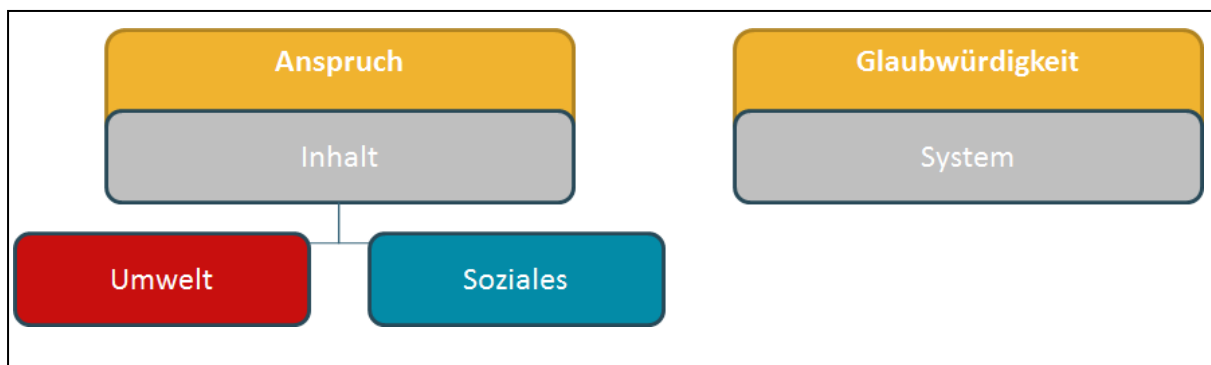 Anspruch
Glaubwürdigkeit
Inhalt
System
Umwelt
Soziales